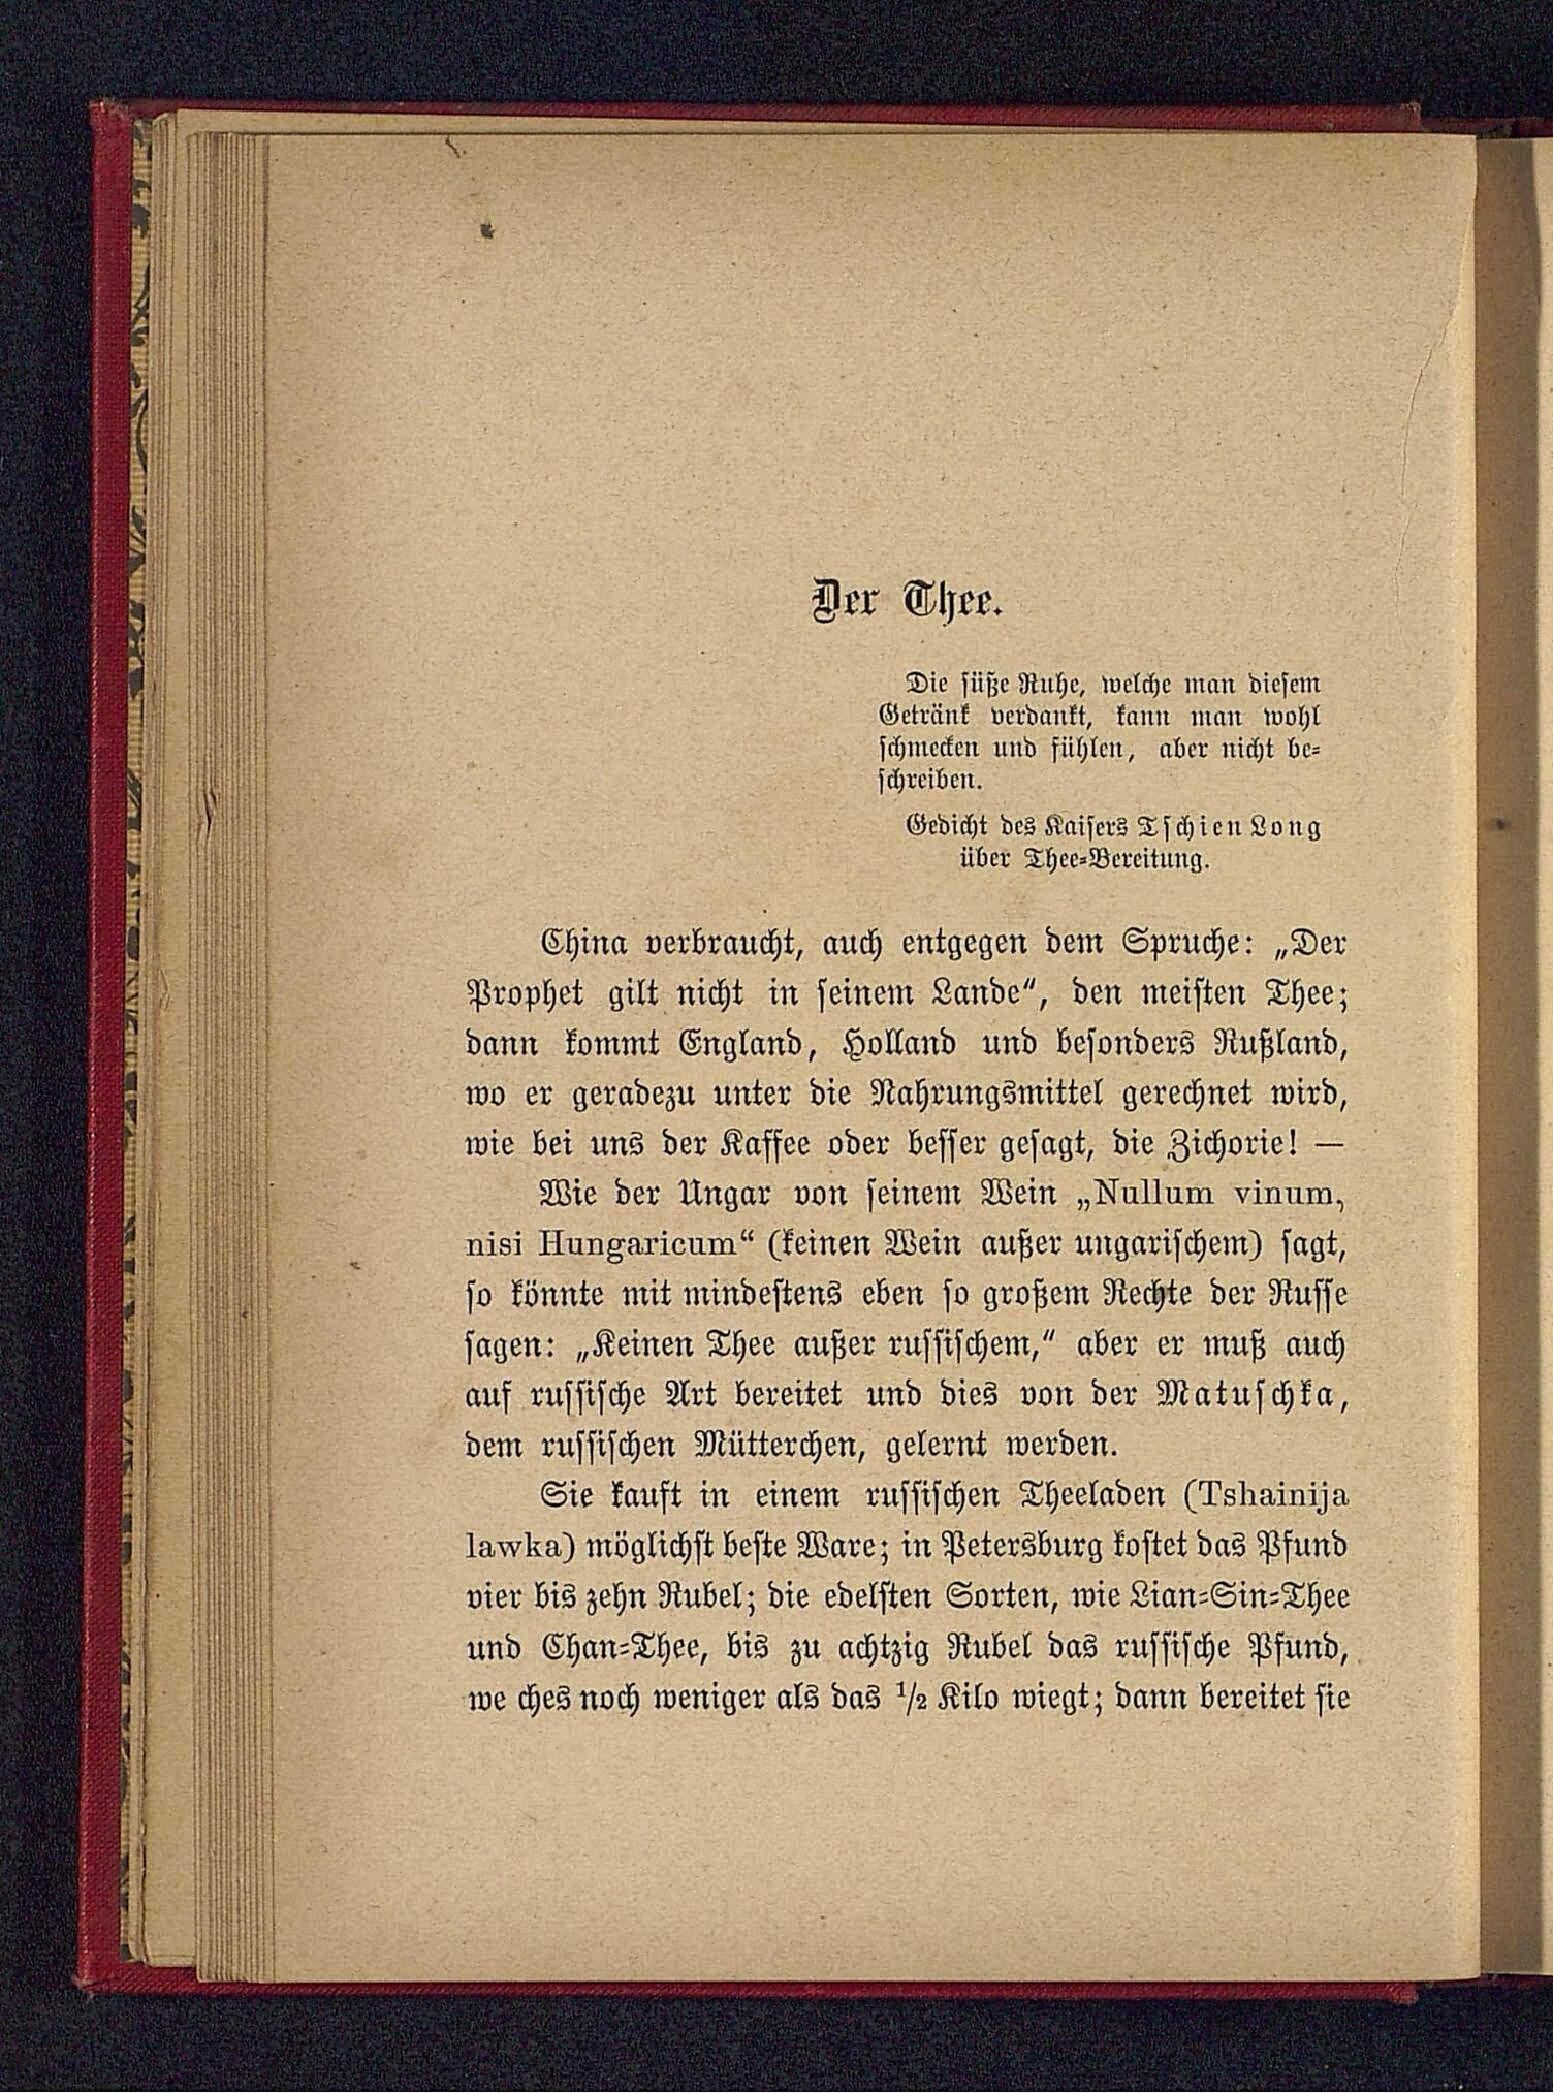 Der Thee.
Die süße Ruhe, welche man diesem
Getränk verdankt, kann man wohl
schmecken und fühlen, aber nicht be-
schreiben.
Gedicht des Kaisers Tschien Long
über Thee-Bereitung.
China verbraucht, auch entgegen dem Spruche: „Der
Prophet gilt nicht in seinem Lande“, den meisten Thee;
dann kommt England, Holland und besonders Rußland,
wo er geradezu unter die Nahrungsmittel gerechnet wird,
wie bei uns der Kaffee oder besser gesagt, die Zichorie! —
Wie der Ungar von seinem Wein „Nullum vinum,
nisi Hungaricum“ (keinen Wein außer ungarischem) sagt,
so könnte mit mindestens eben so großem Rechte der Russe
sagen: „Keinen Thee außer russischem,“ aber er muß auch
auf russische Art bereitet und dies von der Matuschka,
dem russischen Mütterchen, gelernt werden.
Sie kauft in einem russischen Theeladen (Tshainija
lawka) möglichst beste Ware; in Petersburg kostet das Pfund
vier bis zehn Rubel; die edelsten Sorten, wie Lian-Sin-Thee
und Chan-Thee, bis zu achtzig Rubel das russische Pfund,
we ches noch weniger als das 1/2 Kilo wiegt; dann bereitet sie